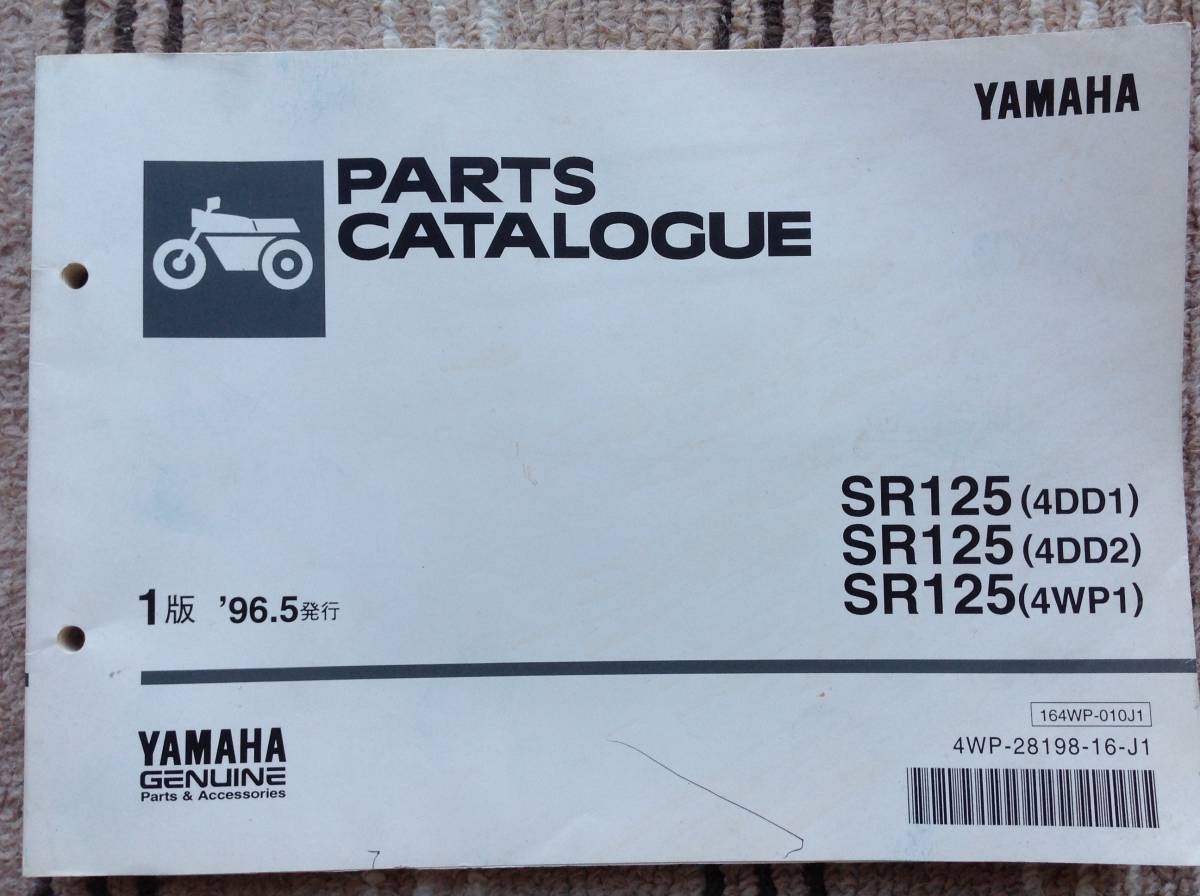 YAMAHA
PARTS
CATALOGUE
SR125 (4DD1)
SR125 (4DD2)
SR125 (4WP1)
1版 '96.5発行
164WP-010J1
4WP-28198-16-J1
YAMAHA
GENUINE
Parts & Accessories